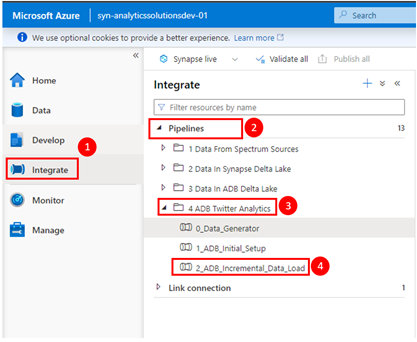 Microsoft Azure syn-analyticssolutionsdev-01 Search
We use optional cookies to provide a better experience. Learn more
Home
Data
Develop
1
Integrate
Monitor
Manage
Synapse live Validate all Publish all
Integrate
Filter resources by name
Pipelines 2 13
1 Data From Spectrum Sources
2 Data In Synapse Delta Lake
3 Data In ADB Delta Lake
4 ADB Twitter Analytics 3
0_Data_Generator
1_ADB_Initial_Setup
2_ADB_Incremental_Data_Load 4
Link connection 1